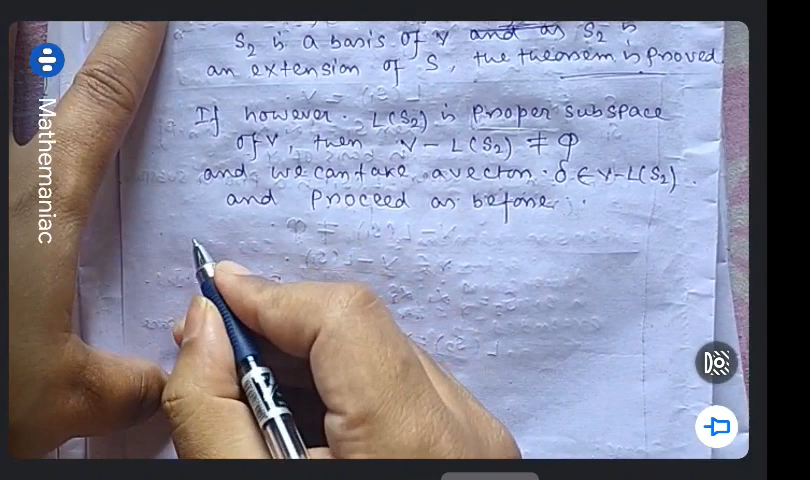 S2 is a basis of V and as S2 is
an extension of S, the theorem is proved.
If however. L(S2) is proper subspace
of V, then V - L(S2) ≠ φ
and we can take a vector δ ∈ V-L(S2).
and proceed as before.
Mathemaniac